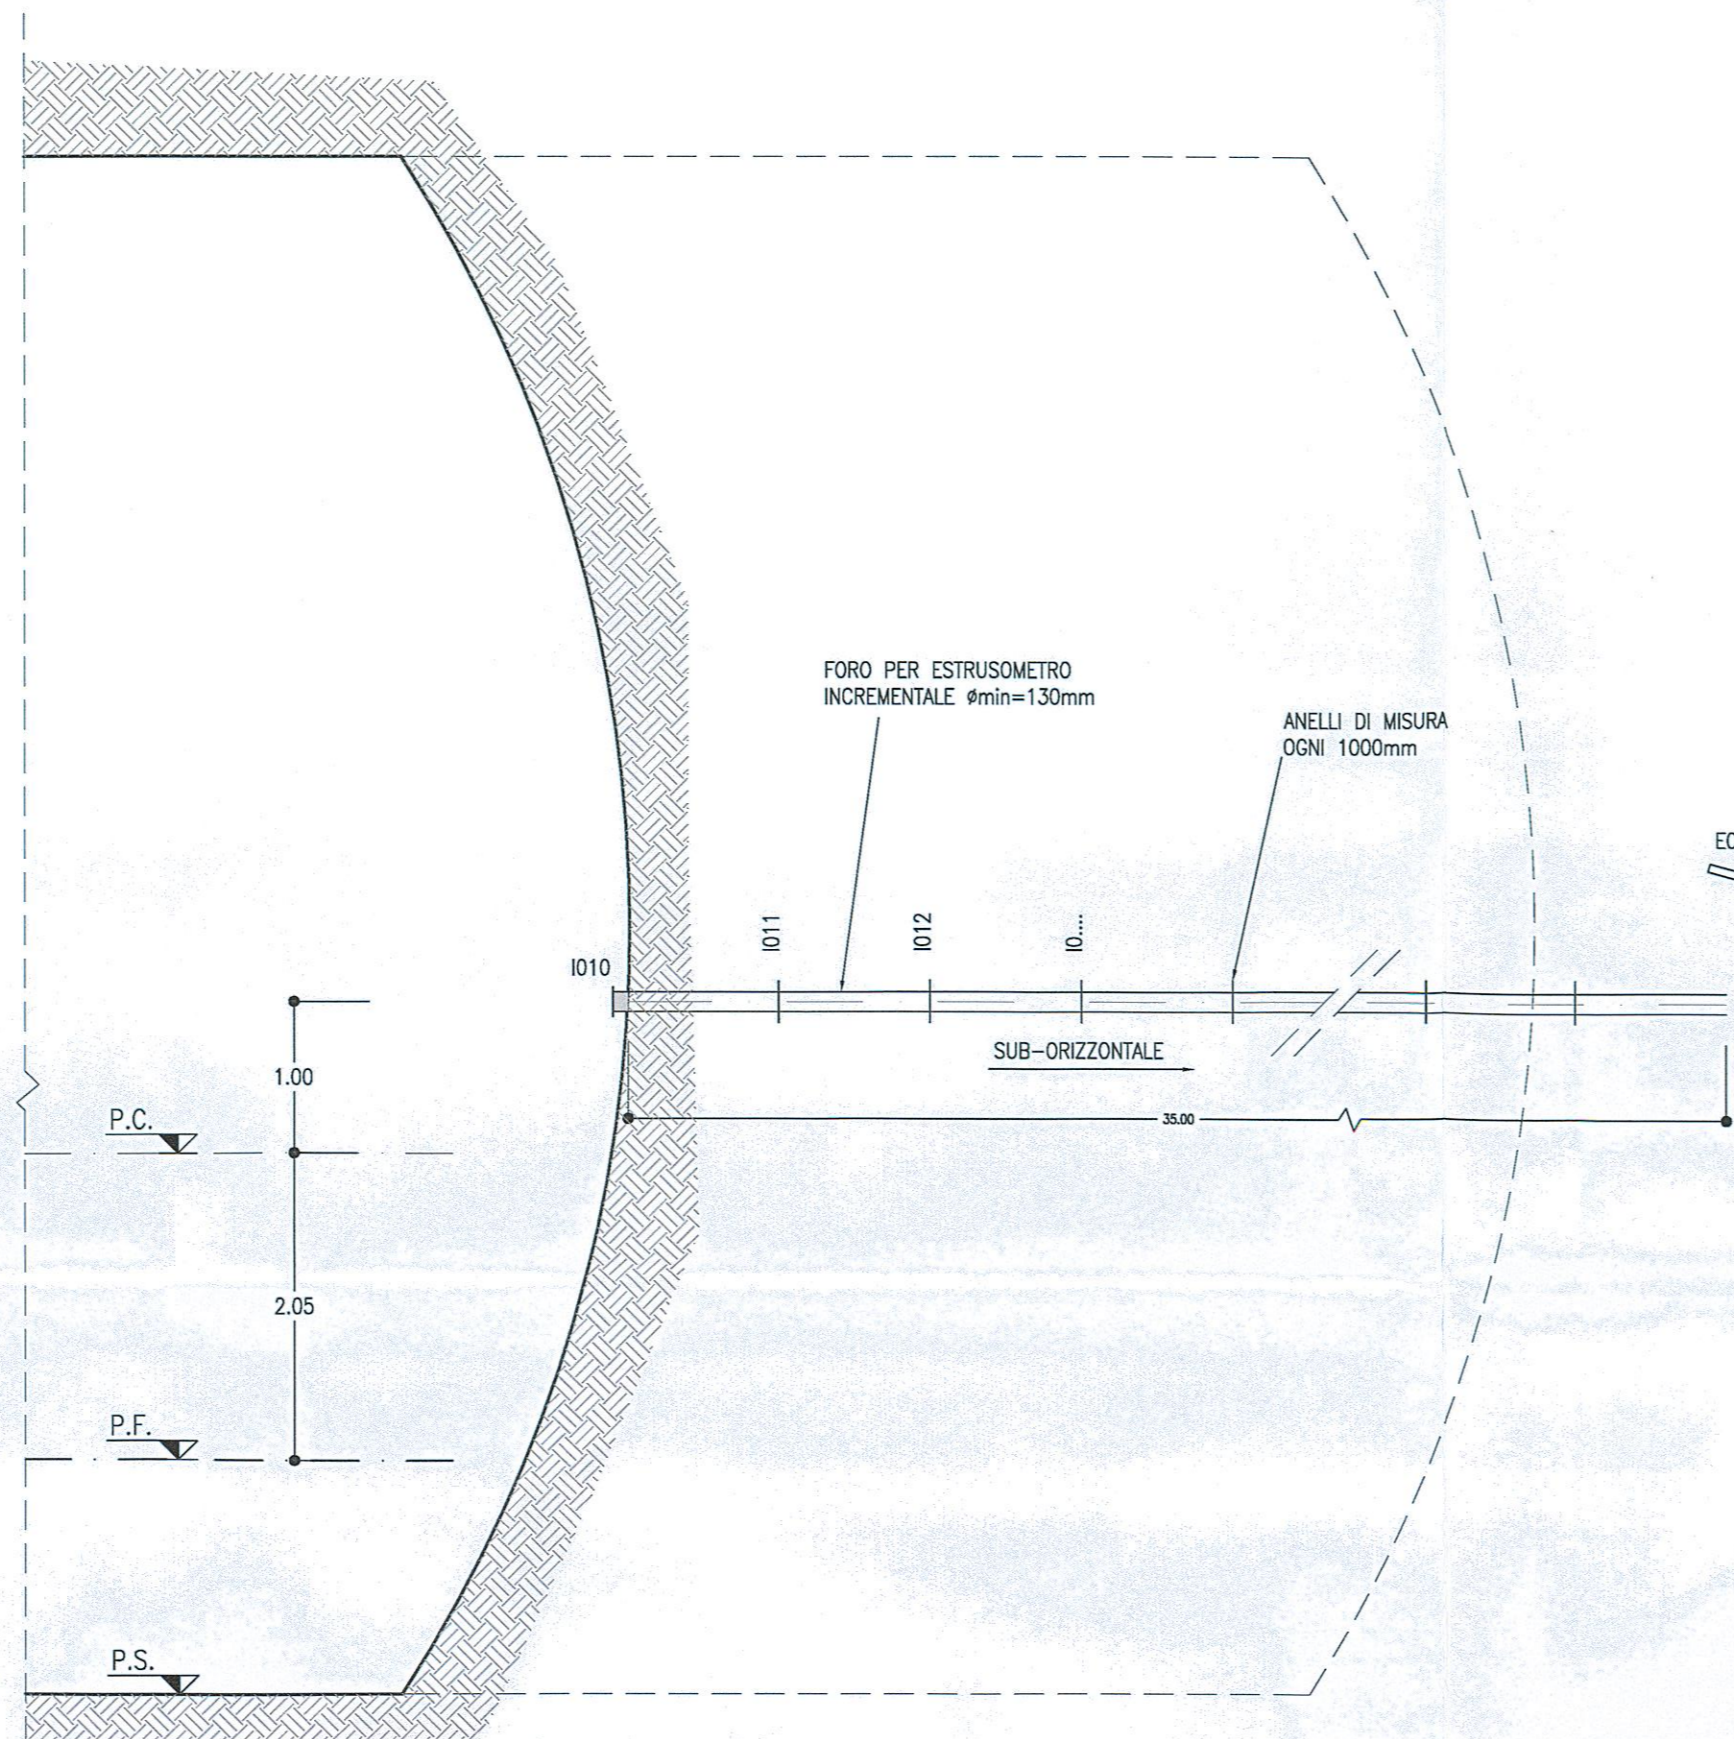 FORO PER ESTRUSOMETRO
INCREMENTALE ømin=130mm
ANELLI DI MISURA
OGNI 1000mm
I010
I011
I012
I0....
SUB-ORIZZONTALE
35.00
1.00
P.C.
2.05
P.F.
P.S.